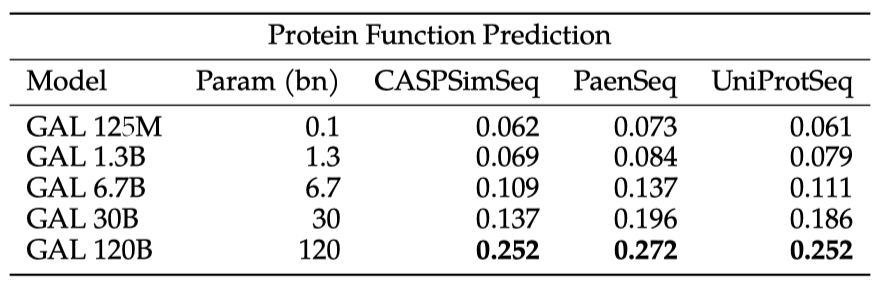 Protein Function Prediction
Model Param (bn) CASPSimSeq PaenSeq UniProtSeq
GAL 125M 0.1 0.062 0.073 0.061
GAL 1.3B 1.3 0.069 0.084 0.079
GAL 6.7B 6.7 0.109 0.137 0.111
GAL 30B 30 0.137 0.196 0.186
GAL 120B 120 0.252 0.272 0.252